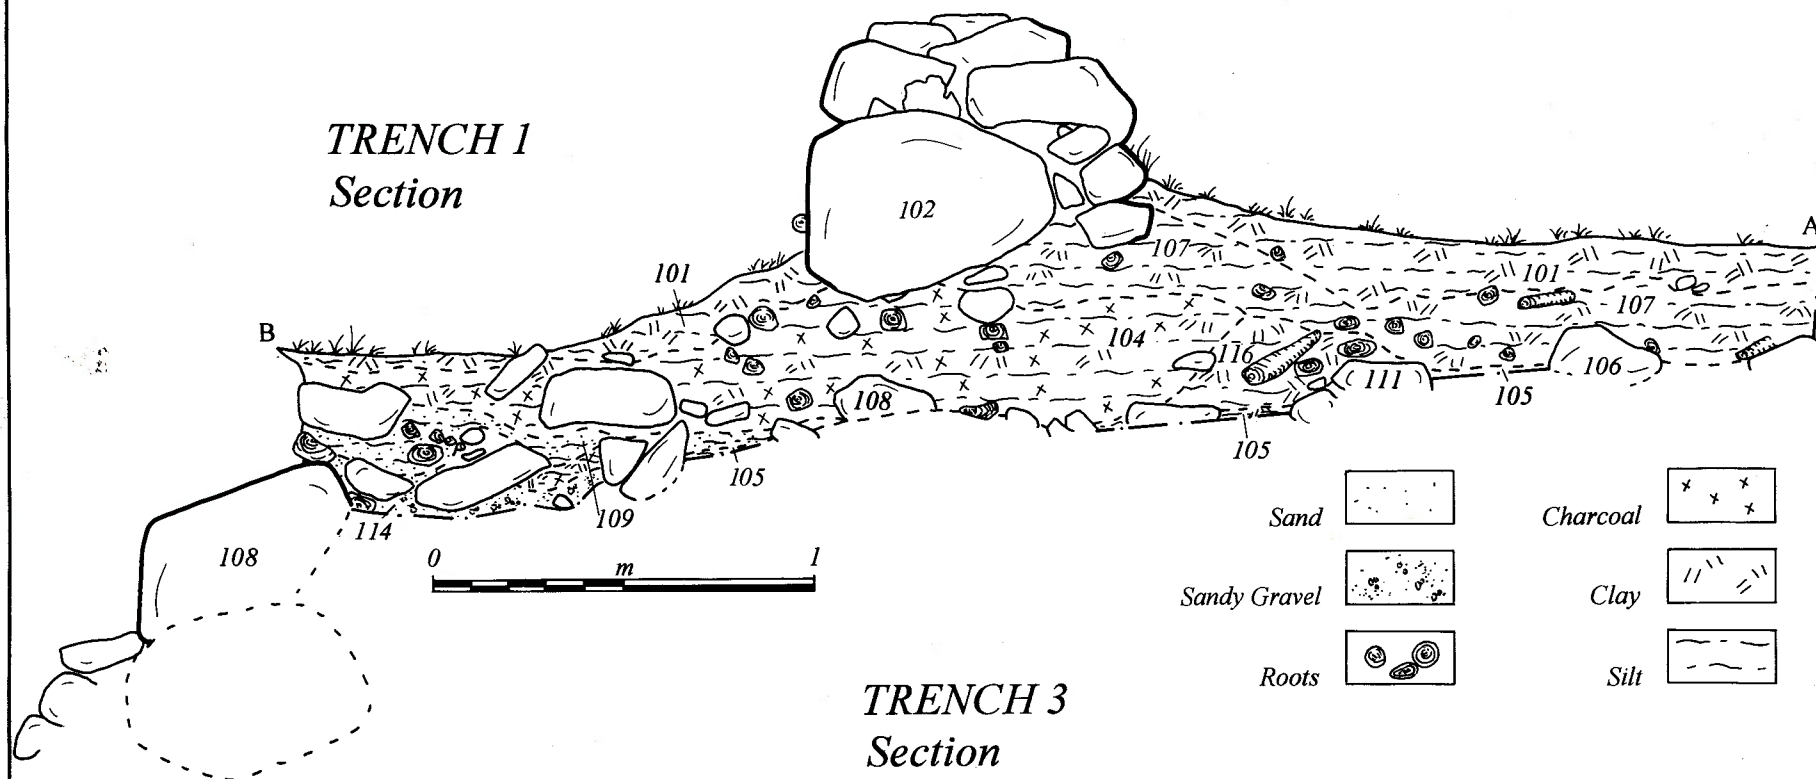 TRENCH 1
Section
102
A
107
101
101
107
B
104
116
106
111
108
105
105
105
109
114
108
0 m 1
Sand
Charcoal
Sandy Gravel
Clay
Roots
Silt
TRENCH 3
Section